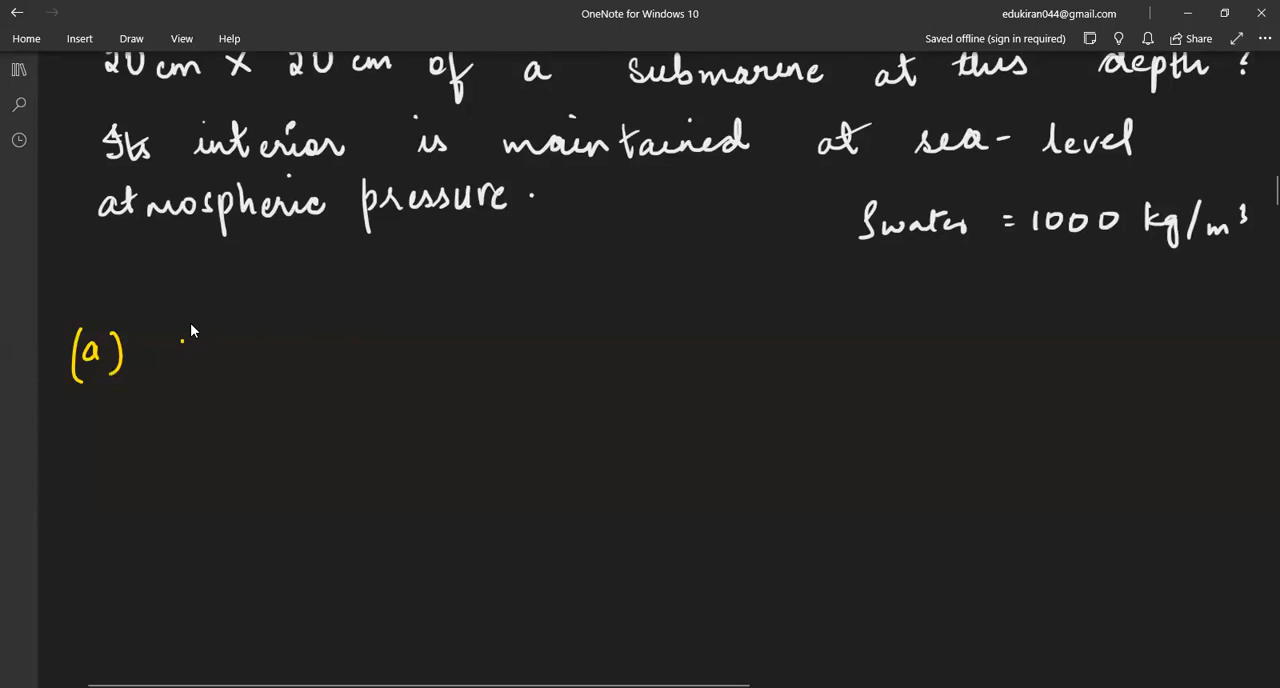 OneNote for Windows 10
edukiran044@gmail.com
Home Insert Draw View Help
Saved offline (sign in required)
Share
20 cm X 20 cm of a submarine at this depth?
Its interior is maintained at sea-level
atmospheric pressure.
ρwater = 1000 kg/m³
(a)